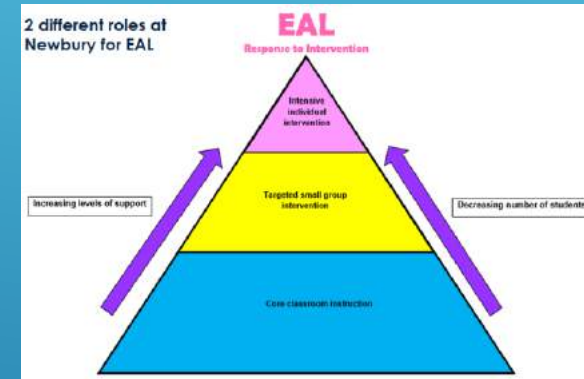 2 different roles at
Newbury for EAL
EAL
Response to Intervention
Intensive
individual
intervention
Increasing levels of support
Targeted small group
intervention
Decreasing number of students
Core classroom instruction